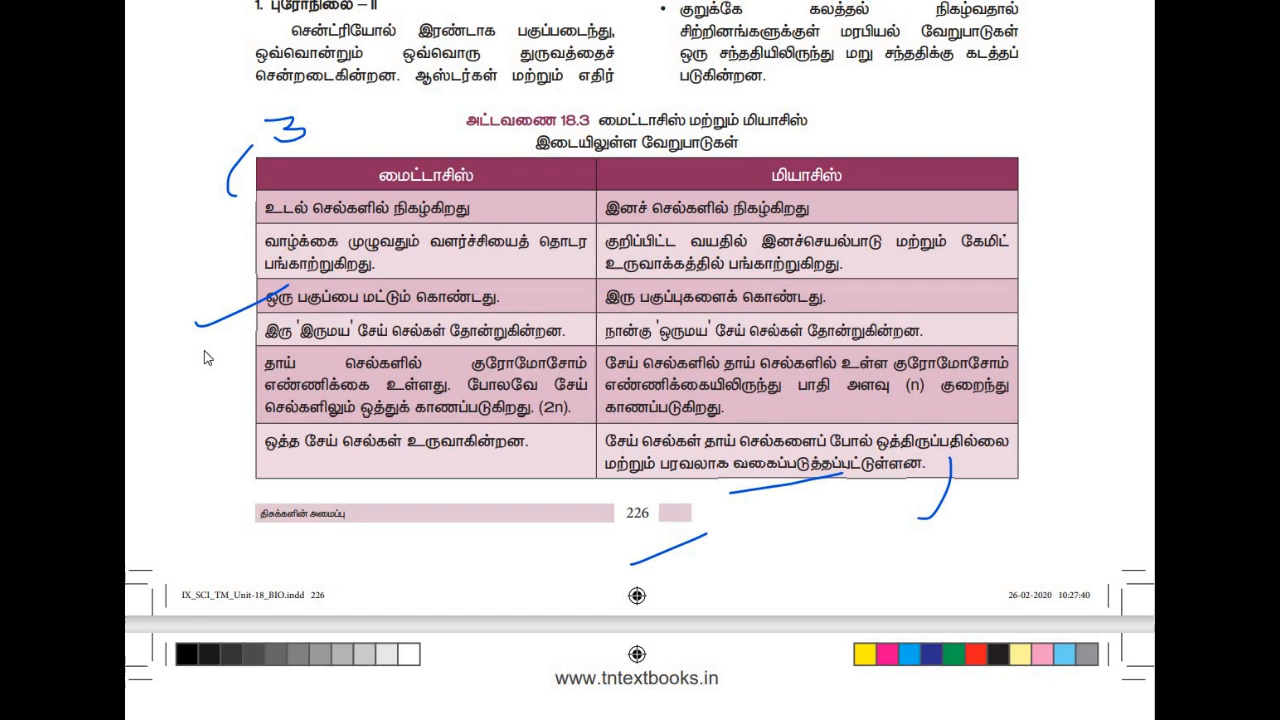 1. புரோநிலை – II
சென்ட்ரியோல் இரண்டாக பகுப்படைந்து,
ஒவ்வொன்றும் ஒவ்வொரு துருவத்தைச்
சென்றடைகின்றன. ஆஸ்டர்கள் மற்றும் எதிர்
• குறுக்கே கலத்தல் நிகழ்வதால்
சிற்றினங்களுக்குள் மரபியல் வேறுபாடுகள்
ஒரு சந்ததியிலிருந்து மறு சந்ததிக்கு கடத்தப்
படுகின்றன.
3
அட்டவணை 18.3 மைட்டாசிஸ் மற்றும் மியாசிஸ்
இடையிலுள்ள வேறுபாடுகள்
மைட்டாசிஸ் மியாசிஸ்
உடல் செல்களில் நிகழ்கிறது இனச் செல்களில் நிகழ்கிறது
வாழ்க்கை முழுவதும் வளர்ச்சியைத் தொடர குறிப்பிட்ட வயதில் இனச்செயல்பாடு மற்றும் கேமிட்
பங்காற்றுகிறது. உருவாக்கத்தில் பங்காற்றுகிறது.
ஒரு பகுப்பை மட்டும் கொண்டது. இரு பகுப்புகளைக் கொண்டது.
இரு 'இருமய' சேய் செல்கள் தோன்றுகின்றன. நான்கு 'ஒருமய' சேய் செல்கள் தோன்றுகின்றன.
தாய் செல்களில் குரோமோசோம் சேய் செல்களில் தாய் செல்களில் உள்ள குரோமோசோம்
எண்ணிக்கை உள்ளது. போலவே சேய் எண்ணிக்கையிலிருந்து பாதி அளவு (n) குறைந்து
செல்களிலும் ஒத்துக் காணப்படுகிறது. (2n). காணப்படுகிறது.
ஒத்த சேய் செல்கள் உருவாகின்றன. சேய் செல்கள் தாய் செல்களைப் போல் ஒத்திருப்பதில்லை
மற்றும் பரவலாக வகைப்படுத்தப்பட்டுள்ளன.
திசுக்களின் அமைப்பு 226
IX_SCI_TM_Unit-18_BIO.indd 226 26-02-2020 10:27:40
www.tntextbooks.in